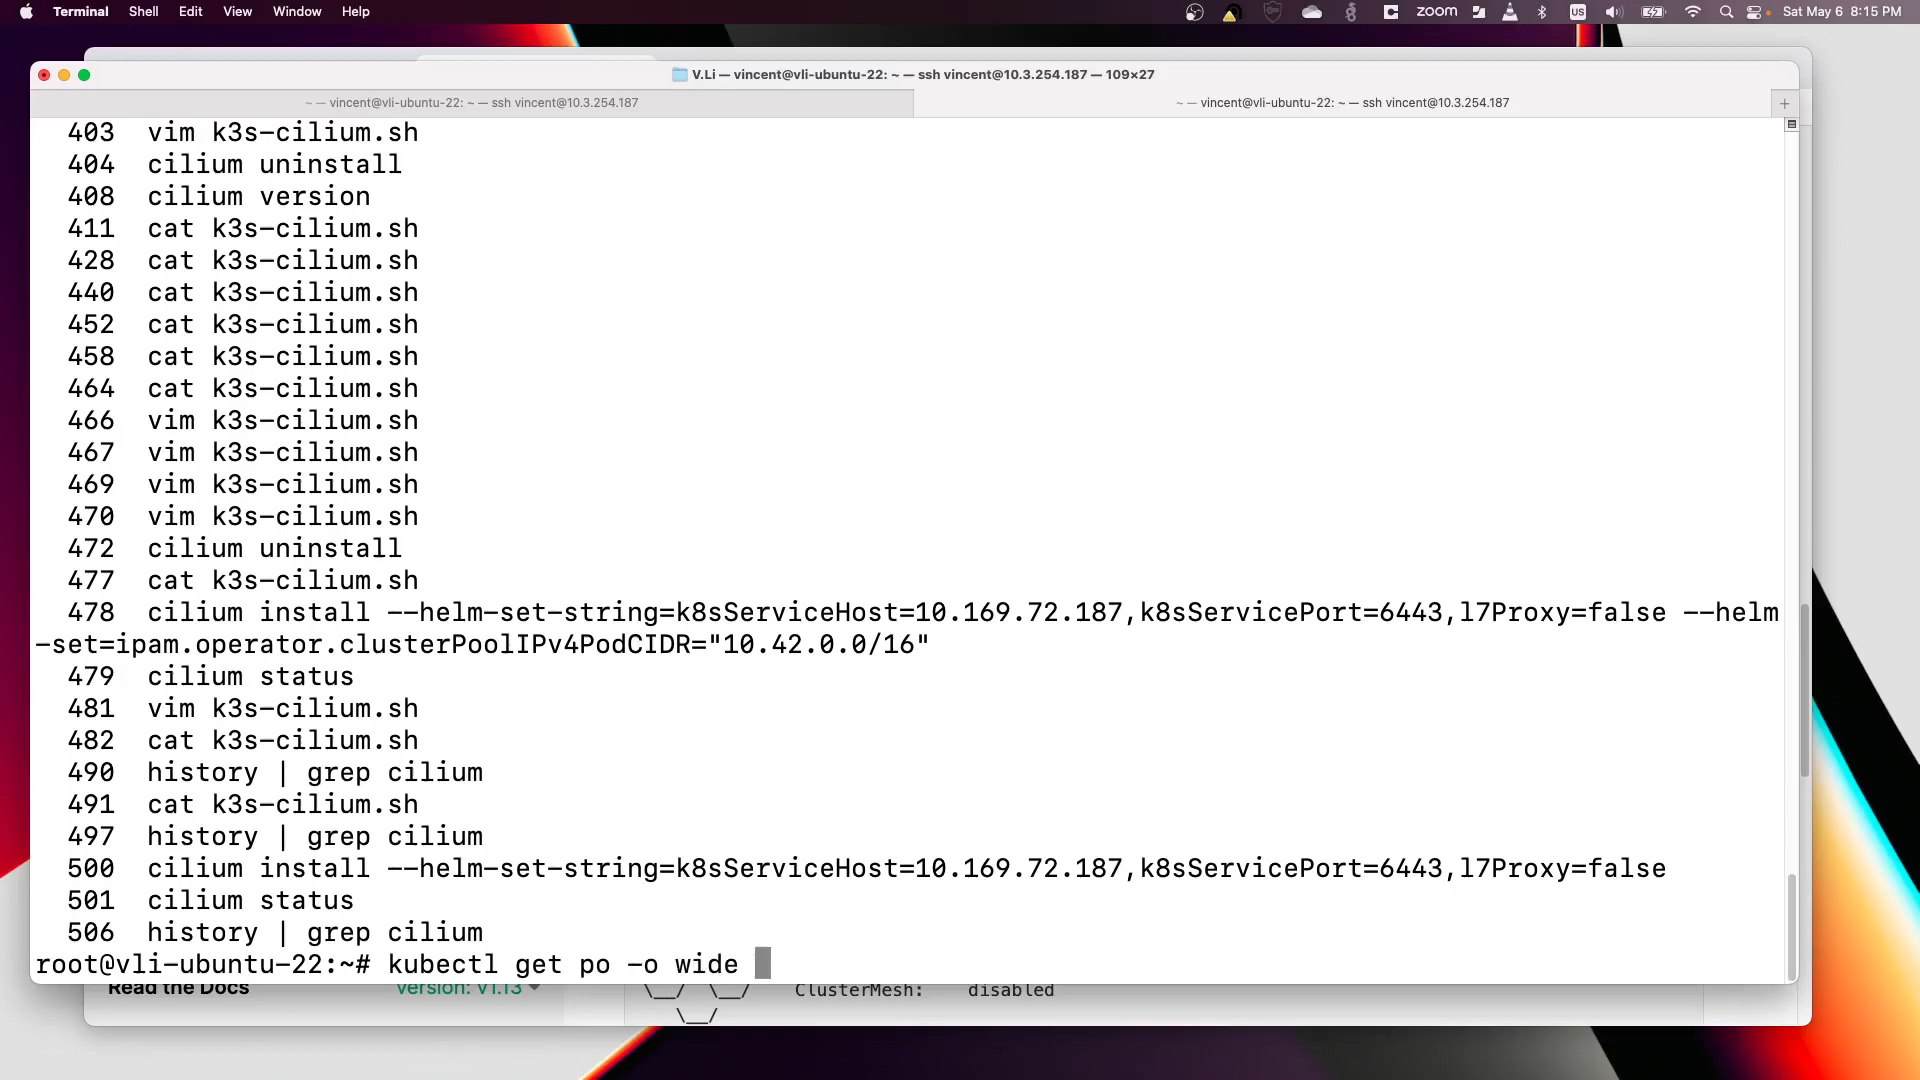 Terminal Shell Edit View Window Help zoom US Sat May 6 8:15 PM
V.Li — vincent@vli-ubuntu-22: ~ — ssh vincent@10.3.254.187 — 109×27
~ — vincent@vli-ubuntu-22: ~ — ssh vincent@10.3.254.187 ~ — vincent@vli-ubuntu-22: ~ — ssh vincent@10.3.254.187 +
403 vim k3s-cilium.sh
404 cilium uninstall
408 cilium version
411 cat k3s-cilium.sh
428 cat k3s-cilium.sh
440 cat k3s-cilium.sh
452 cat k3s-cilium.sh
458 cat k3s-cilium.sh
464 cat k3s-cilium.sh
466 vim k3s-cilium.sh
467 vim k3s-cilium.sh
469 vim k3s-cilium.sh
470 vim k3s-cilium.sh
472 cilium uninstall
477 cat k3s-cilium.sh
478 cilium install --helm-set-string=k8sServiceHost=10.169.72.187,k8sServicePort=6443,l7Proxy=false --helm
-set=ipam.operator.clusterPoolIPv4PodCIDR="10.42.0.0/16"
479 cilium status
481 vim k3s-cilium.sh
482 cat k3s-cilium.sh
490 history | grep cilium
491 cat k3s-cilium.sh
497 history | grep cilium
500 cilium install --helm-set-string=k8sServiceHost=10.169.72.187,k8sServicePort=6443,l7Proxy=false
501 cilium status
506 history | grep cilium
root@vli-ubuntu-22:~# kubectl get po -o wide
Read the Docs Version: v1.13 \__/ \__/ ClusterMesh: disabled
\__/